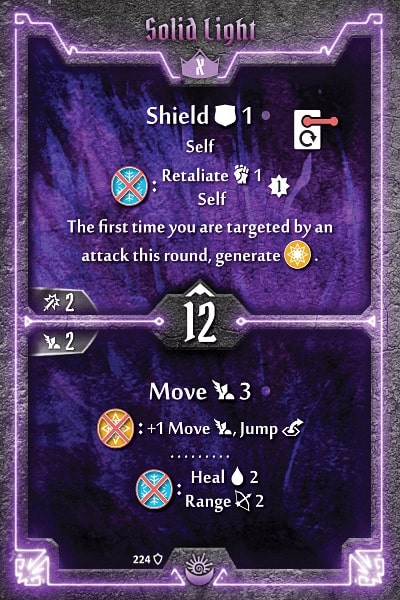 Solid Light
X
Shield 1
Self
: Retaliate 1
1
Self
The first time you are targeted by an
attack this round, generate .
2
12
2
Move 3
: +1 Move , Jump
.........
: Heal 2
Range 2
224